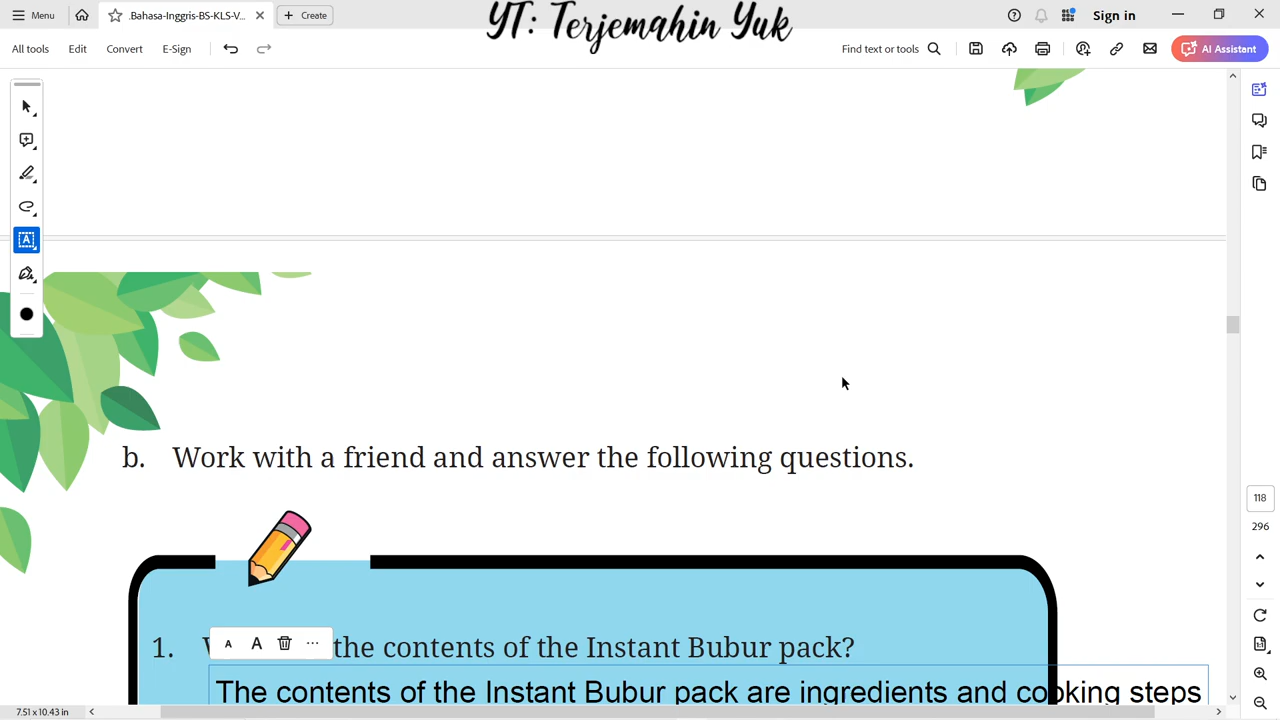 Menu
.Bahasa-Inggris-BS-KLS-V...
Create
YT: Terjemahin Yuk
Sign in
All tools
Edit
Convert
E-Sign
Find text or tools
AI Assistant
b. Work with a friend and answer the following questions.
A A ...
1. the contents of the Instant Bubur pack?
The contents of the Instant Bubur pack are ingredients and cooking steps
118
296
7.51 x 10.43 in